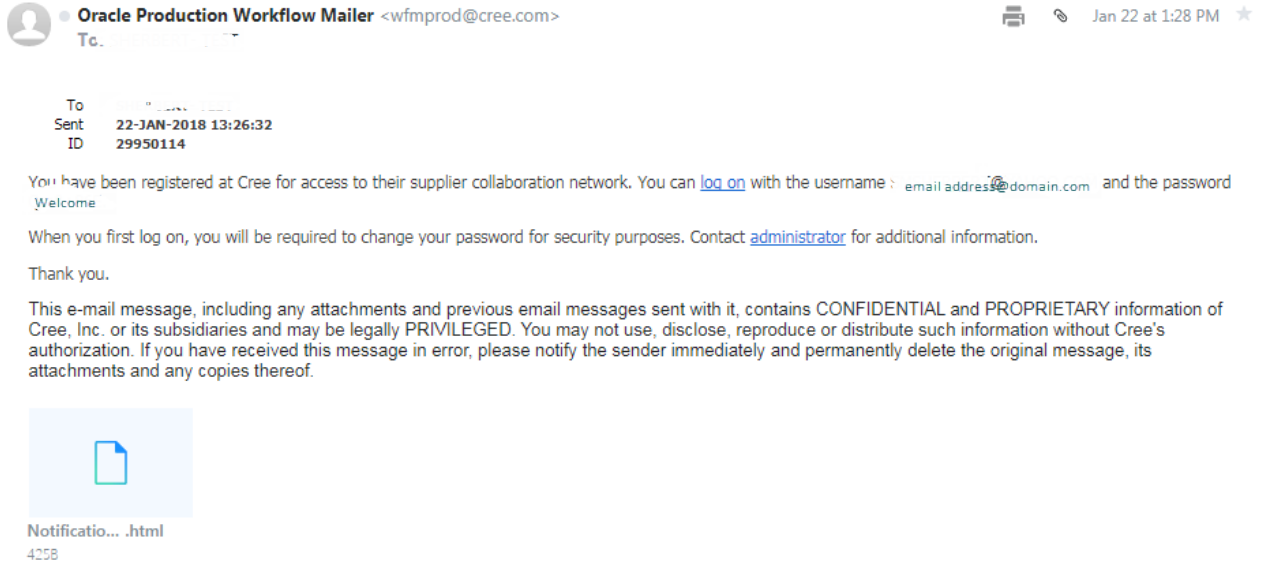 Oracle Production Workflow Mailer <wfmprod@cree.com> Jan 22 at 1:28 PM
To
To
Sent 22-JAN-2018 13:26:32
ID 29950114
You have been registered at Cree for access to their supplier collaboration network. You can log on with the username : email address@domain.com and the password
Welcome
When you first log on, you will be required to change your password for security purposes. Contact administrator for additional information.
Thank you.
This e-mail message, including any attachments and previous email messages sent with it, contains CONFIDENTIAL and PROPRIETARY information of
Cree, Inc. or its subsidiaries and may be legally PRIVILEGED. You may not use, disclose, reproduce or distribute such information without Cree's
authorization. If you have received this message in error, please notify the sender immediately and permanently delete the original message, its
attachments and any copies thereof.
Notificatio... .html
425B